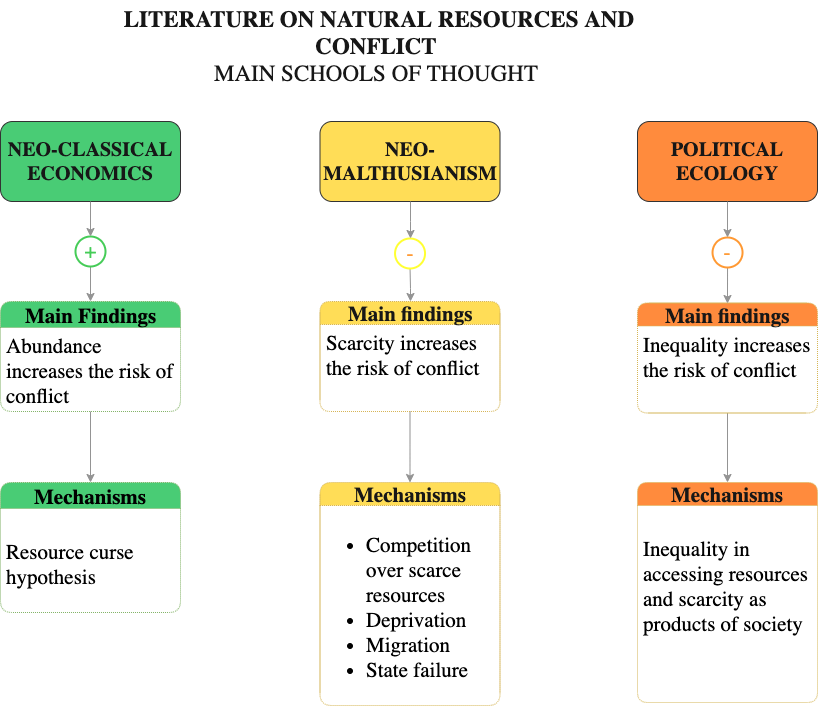 LITERATURE ON NATURAL RESOURCES AND
CONFLICT
MAIN SCHOOLS OF THOUGHT
NEO-CLASSICAL
ECONOMICS
+
Main Findings
Abundance
increases the risk of
conflict
Mechanisms
Resource curse
hypothesis
NEO-
MALTHUSIANISM
-
Main findings
Scarcity increases
the risk of conflict
Mechanisms
• Competition
over scarce
resources
• Deprivation
• Migration
• State failure
POLITICAL
ECOLOGY
-
Main findings
Inequality increases
the risk of conflict
Mechanisms
Inequality in
accessing resources
and scarcity as
products of society